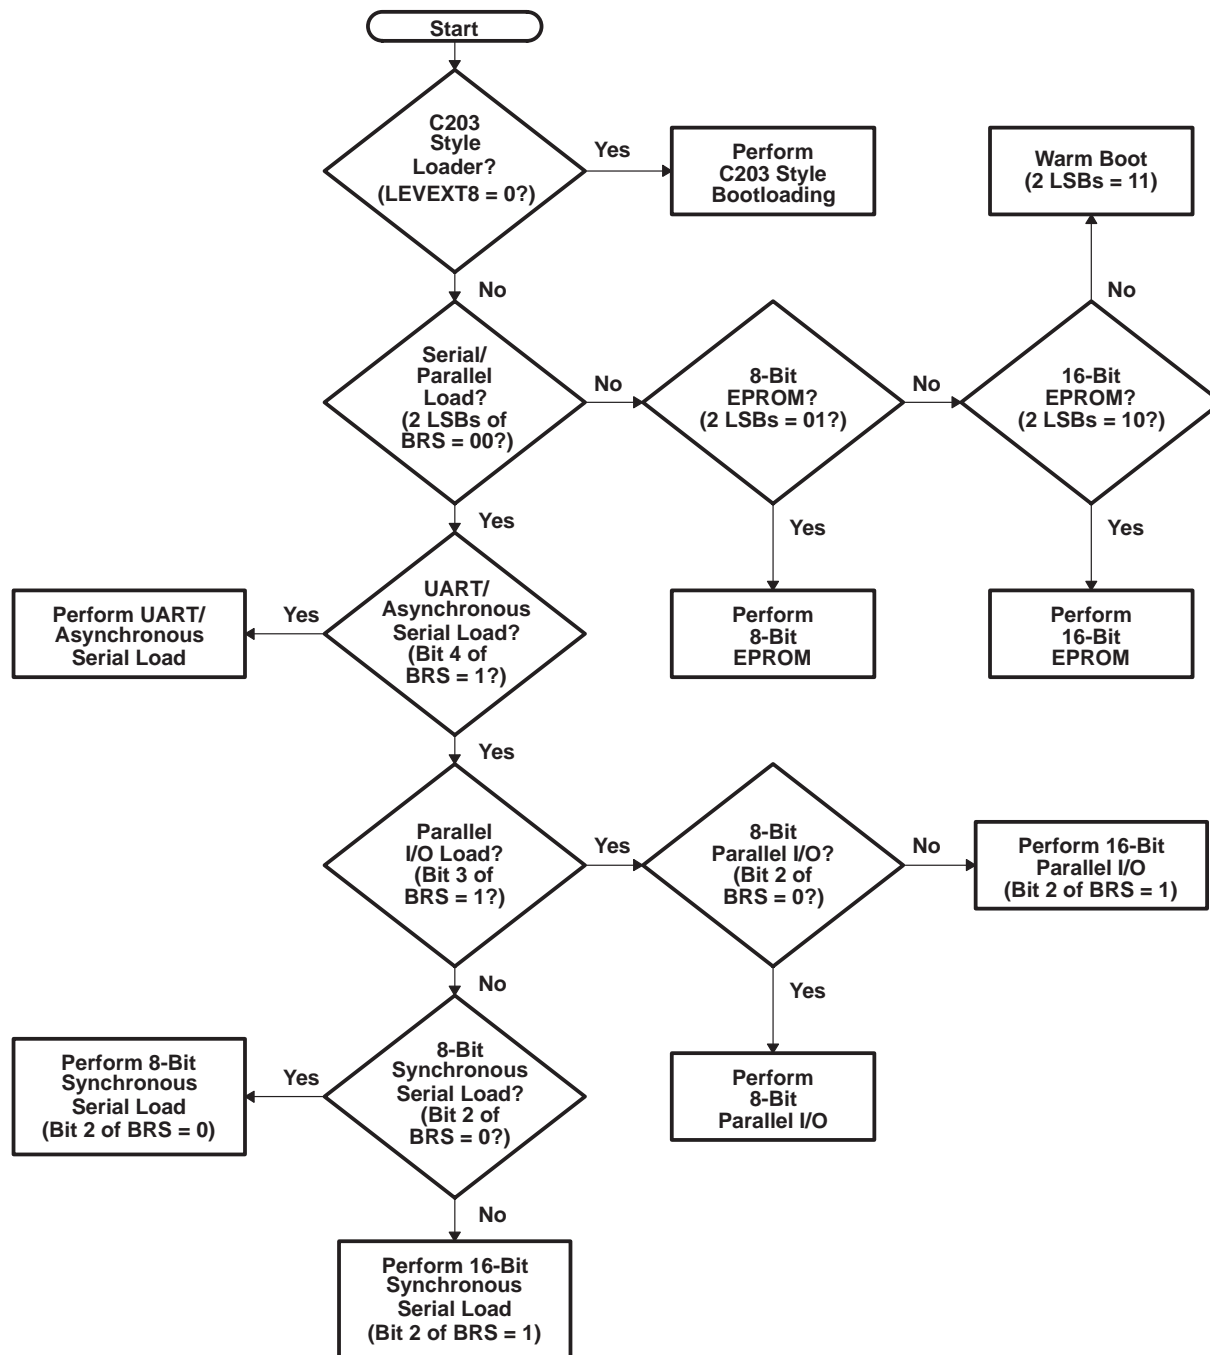 Start
C203
Style
Loader?
(LEVEXT8 = 0?)
Yes
Perform
C203 Style
Bootloading
Warm Boot
(2 LSBs = 11)
No
No
Serial/
Parallel
Load?
(2 LSBs of
BRS = 00?)
No
8-Bit
EPROM?
(2 LSBs = 01?)
No
16-Bit
EPROM?
(2 LSBs = 10?)
Yes
Yes
Yes
Perform UART/
Asynchronous
Serial Load
Yes
UART/
Asynchronous
Serial Load?
(Bit 4 of
BRS = 1?)
Perform
8-Bit
EPROM
Perform
16-Bit
EPROM
Yes
Parallel
I/O Load?
(Bit 3 of
BRS = 1?)
Yes
8-Bit
Parallel I/O?
(Bit 2 of
BRS = 0?)
No
Perform 16-Bit
Parallel I/O
(Bit 2 of BRS = 1)
No
Yes
Perform 8-Bit
Synchronous
Serial Load
(Bit 2 of BRS = 0)
Yes
8-Bit
Synchronous
Serial Load?
(Bit 2 of
BRS = 0?)
Perform
8-Bit
Parallel I/O
No
Perform 16-Bit
Synchronous
Serial Load
(Bit 2 of BRS = 1)